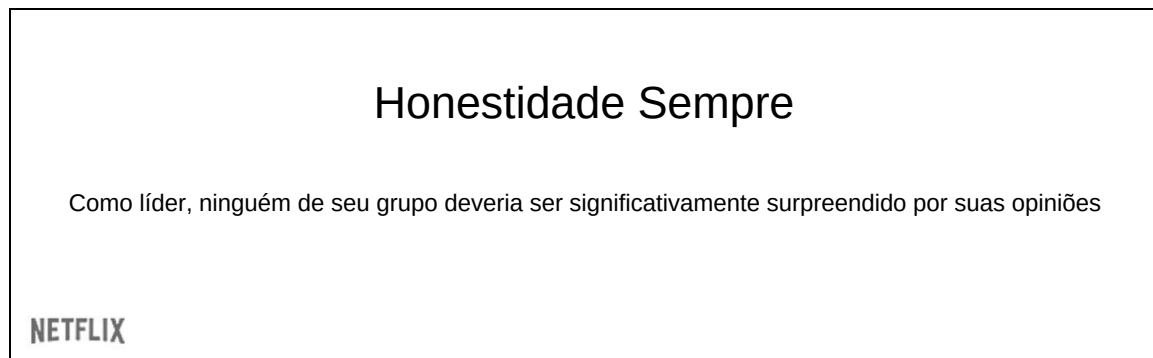 Honestidade Sempre
Como líder, ninguém de seu grupo deveria ser significativamente surpreendido por suas opiniões
NETFLIX